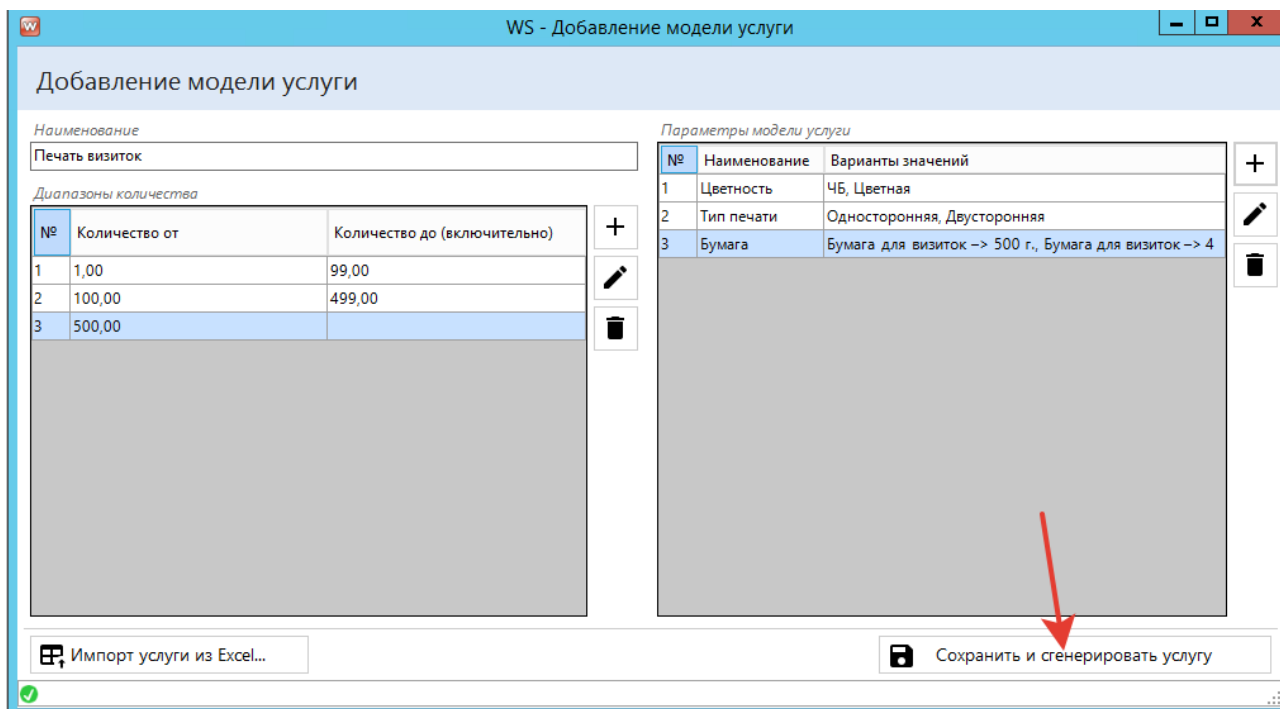 WS - Добавление модели услуги
Добавление модели услуги
Наименование
Печать визиток
Диапазоны количества
№ Количество от Количество до (включительно)
1 1,00 99,00
2 100,00 499,00
3 500,00
Параметры модели услуги
№ Наименование Варианты значений
1 Цветность ЧБ, Цветная
2 Тип печати Односторонняя, Двусторонняя
3 Бумага Бумага для визиток –> 500 г., Бумага для визиток –> 4
Импорт услуги из Excel...
Сохранить и сгенерировать услугу